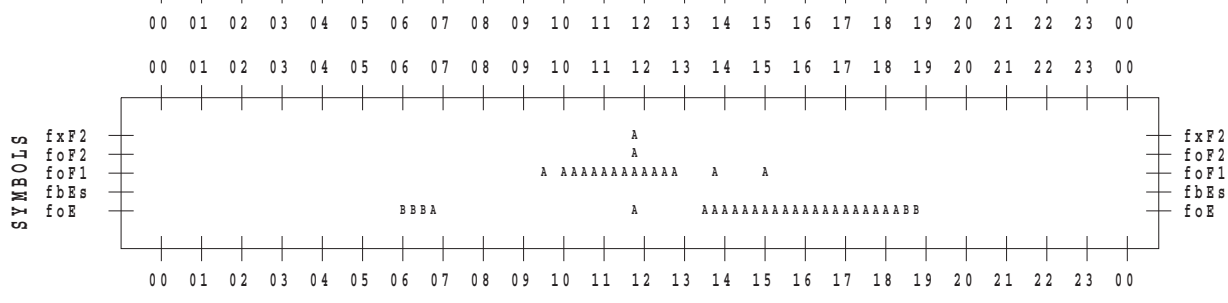 00 01 02 03 04 05 06 07 08 09 10 11 12 13 14 15 16 17 18 19 20 21 22 23 00
00 01 02 03 04 05 06 07 08 09 10 11 12 13 14 15 16 17 18 19 20 21 22 23 00
SYMBOLS
fxF2 A fxF2
foF2 A foF2
foF1 A AAAAAAAAAAAA A A foF1
fbEs fbEs
foE BBBA A AAAAAAAAAAAAAAAAAAAABB foE
00 01 02 03 04 05 06 07 08 09 10 11 12 13 14 15 16 17 18 19 20 21 22 23 00